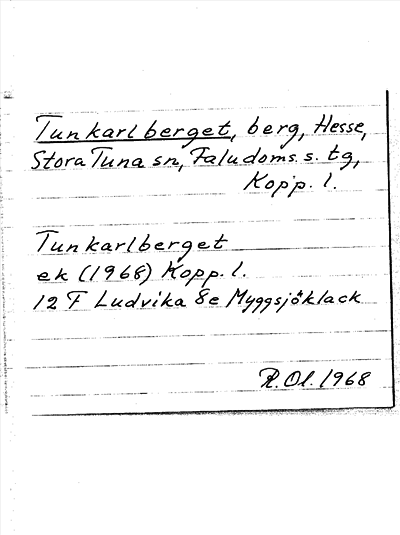 Tunkarlberget, berg, Hesse,
Stora Tuna sn, Faludoms. s. tg,
Kopp. l.
Tunkarlberget
ek (1968) Kopp. l.
12 F Ludvika 8e Myggsjöklack
R. Ol. 1968